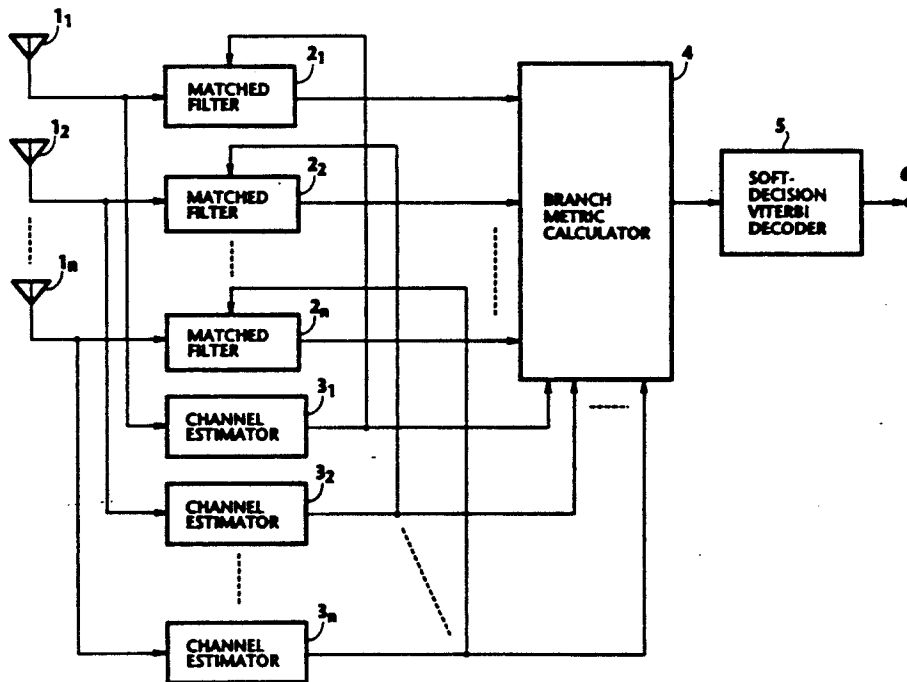 1₁
MATCHED
FILTER
2₁
4
1₂
MATCHED
FILTER
2₂
BRANCH
METRIC
CALCULATOR
5
SOFT-
DECISION
VITERBI
DECODER
6
1ₙ
MATCHED
FILTER
2ₙ
CHANNEL
ESTIMATOR
3₁
CHANNEL
ESTIMATOR
3₂
CHANNEL
ESTIMATOR
3ₙ